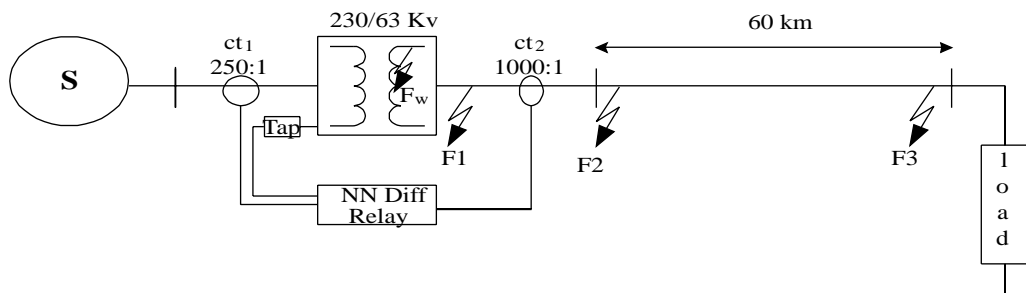 230/63 Kv
ct1
250:1
ct2
1000:1
60 km
S
Fw
Tap
F1
F2
F3
NN Diff
Relay
l
o
a
d